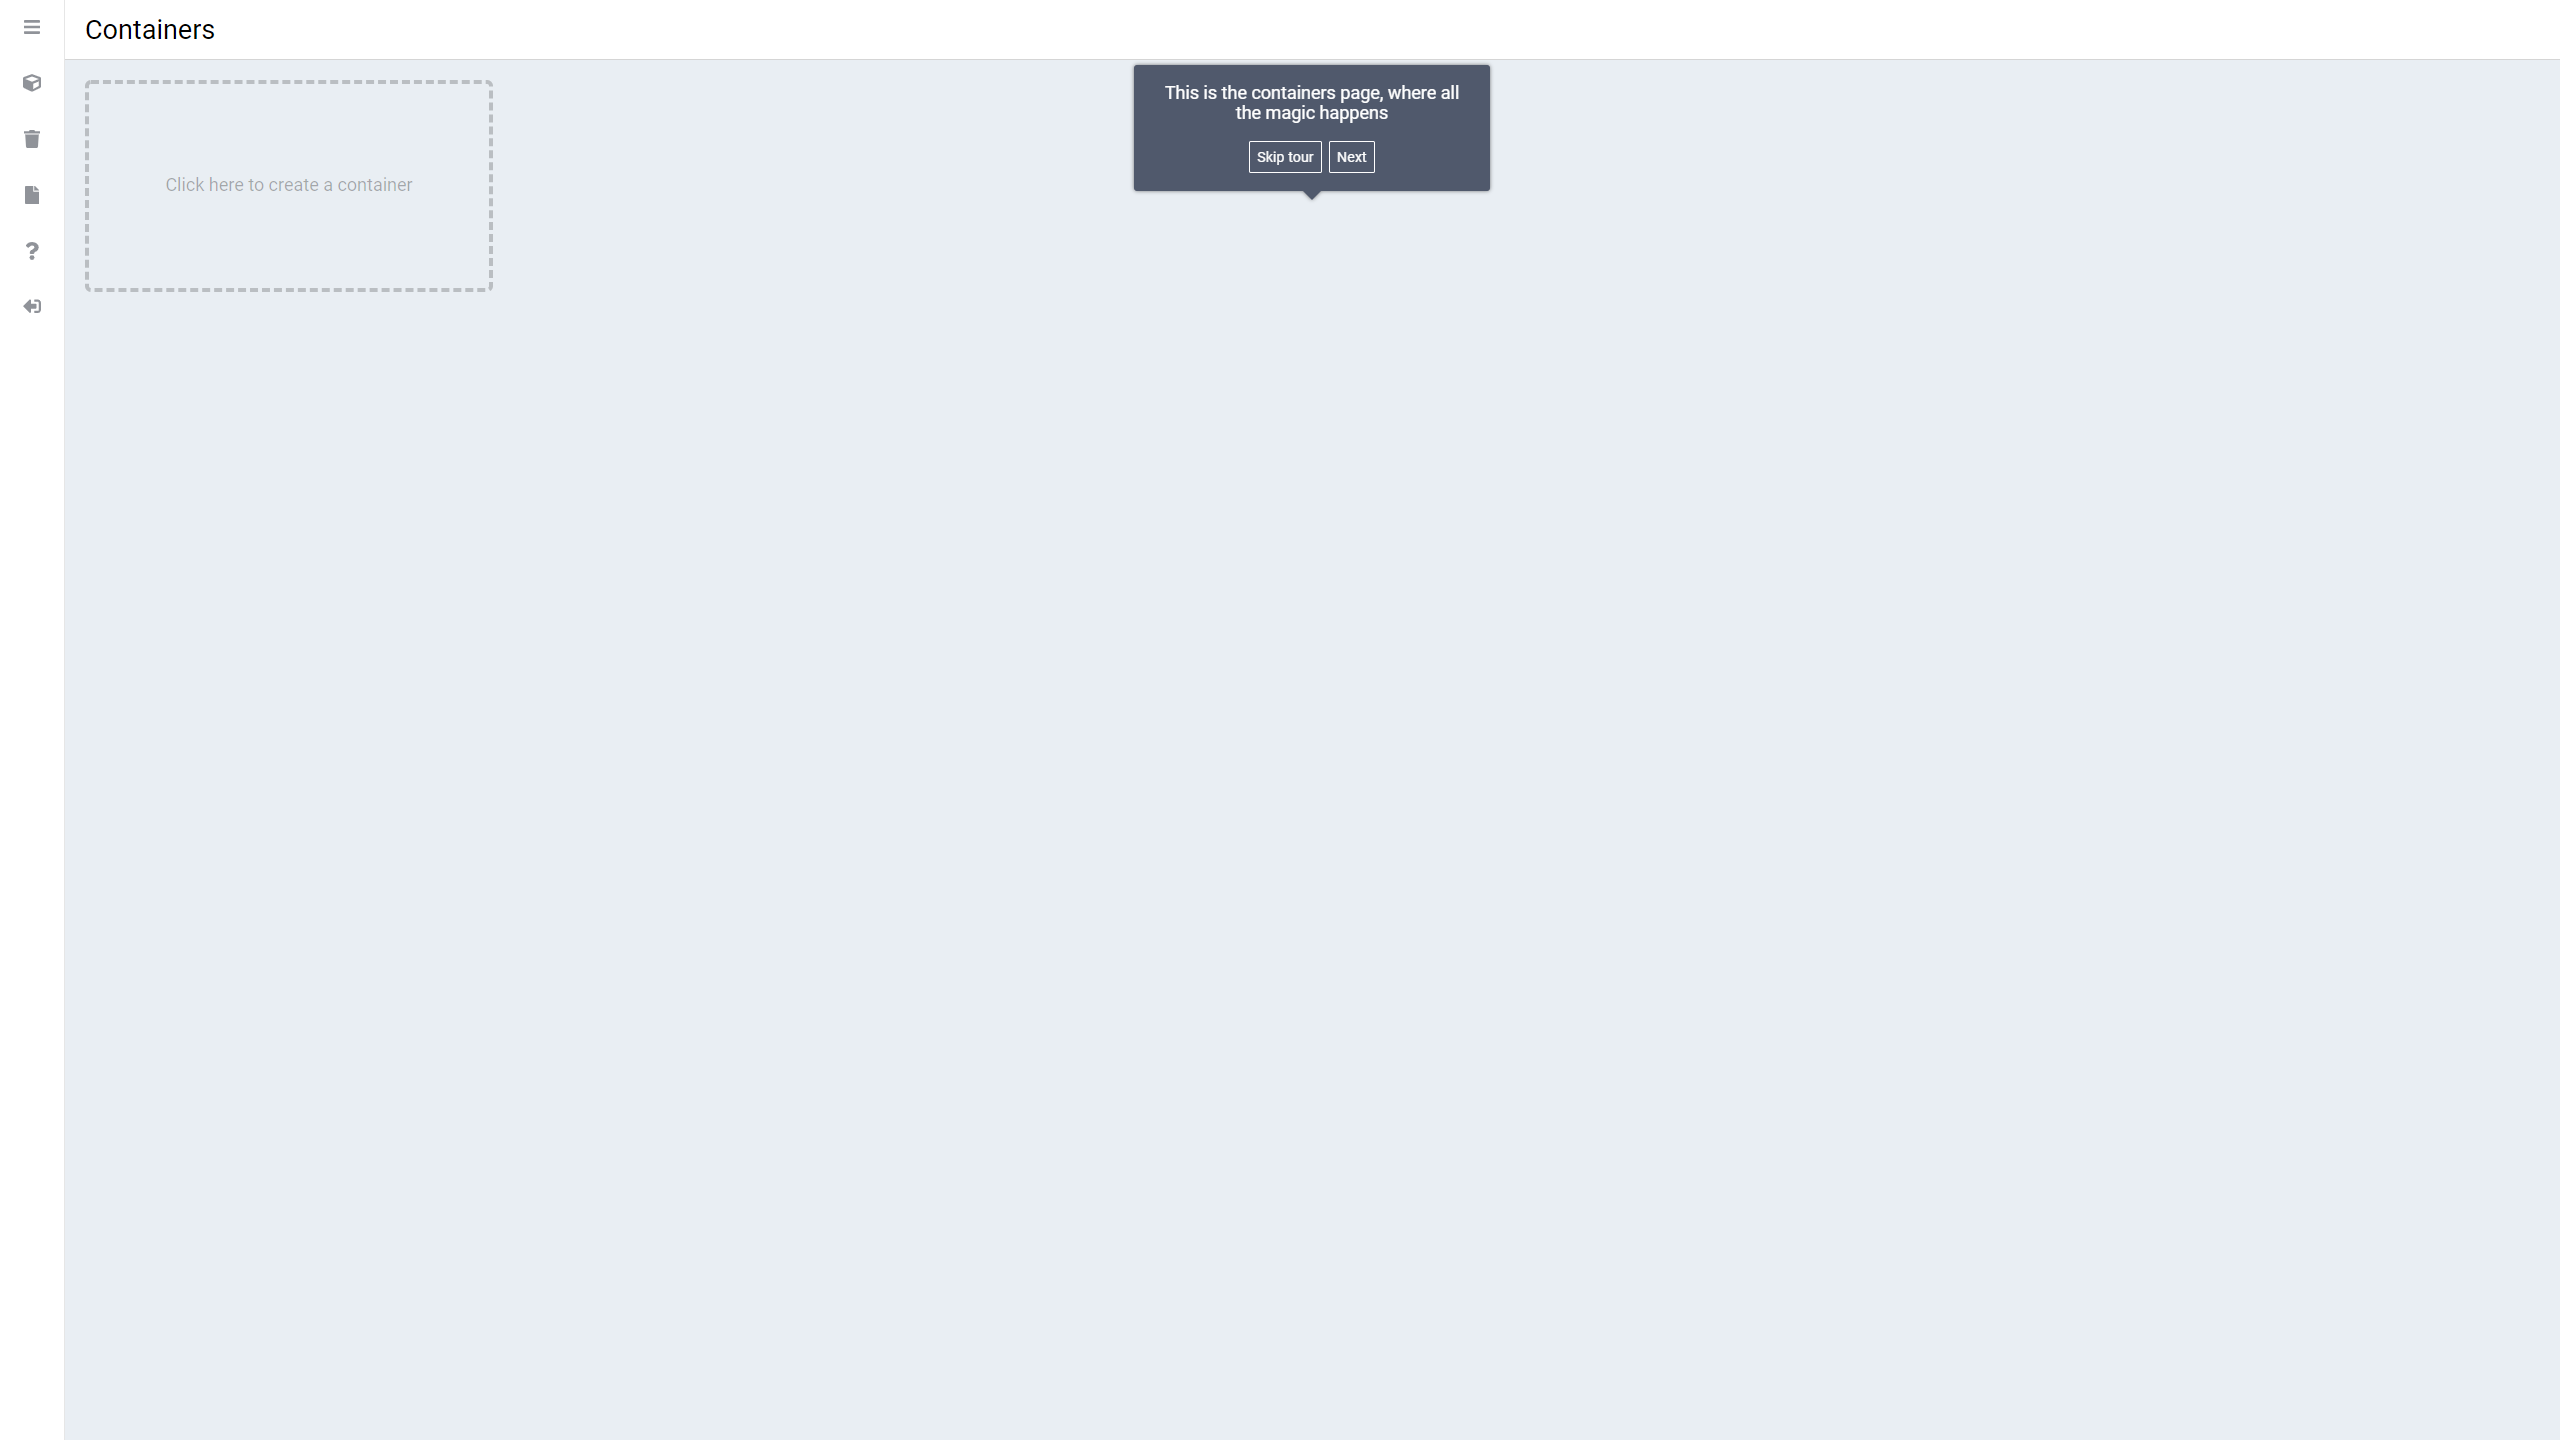 Containers
This is the containers page, where all
the magic happens
Skip tour
Next
Click here to create a container